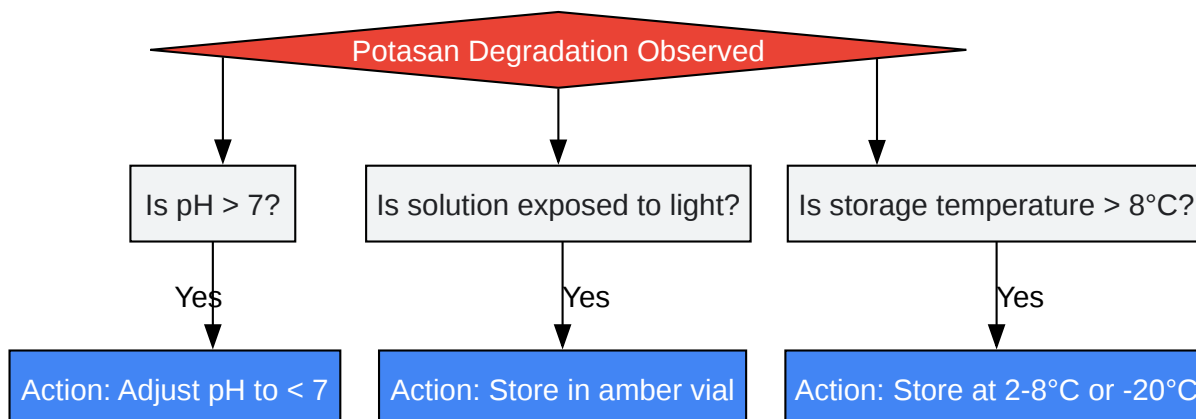 Potasan Degradation Observed
Is pH > 7?
Is solution exposed to light?
Is storage temperature > 8°C?
Yes
Yes
Yes
Action: Adjust pH to < 7
Action: Store in amber vial
Action: Store at 2-8°C or -20°C